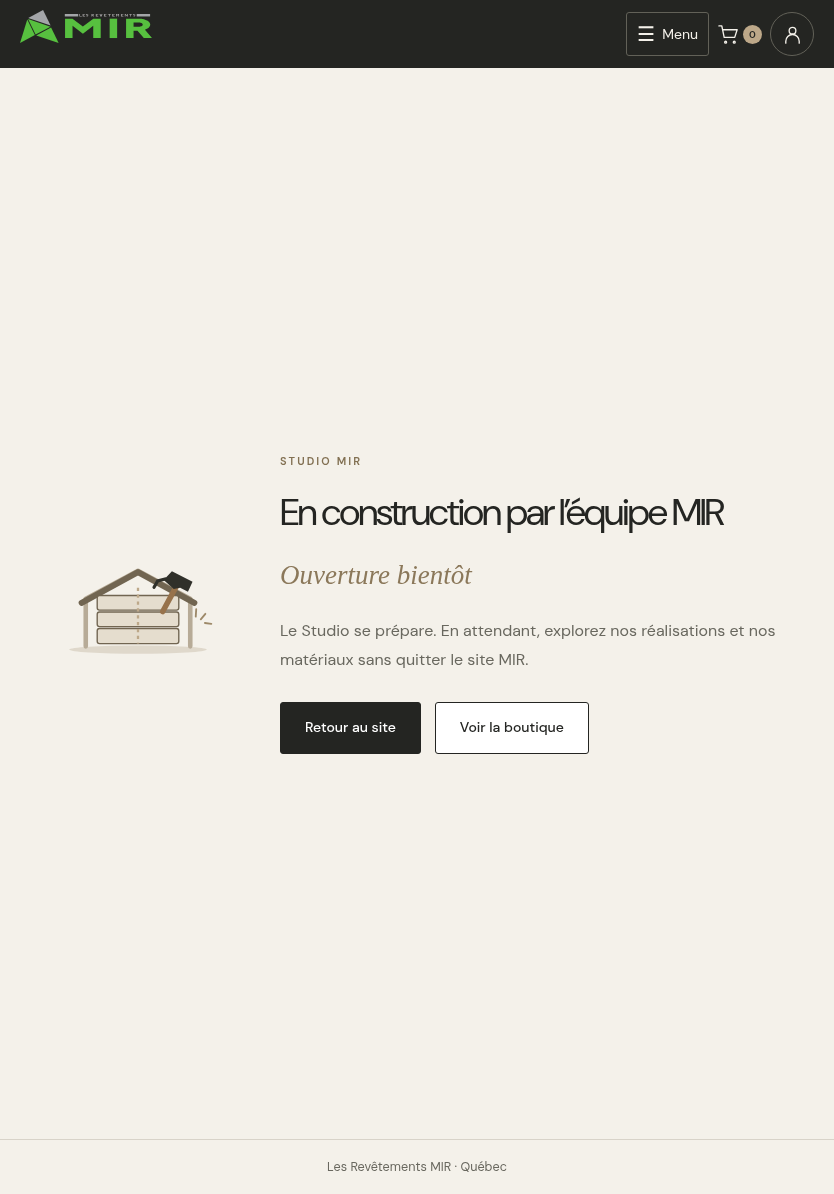 LES REVÊTEMENTS
MIR
Menu
0
STUDIO MIR
En construction par l'équipe MIR
Ouverture bientôt
Le Studio se prépare. En attendant, explorez nos réalisations et nos
matériaux sans quitter le site MIR.
Retour au site
Voir la boutique
Les Revêtements MIR · Québec